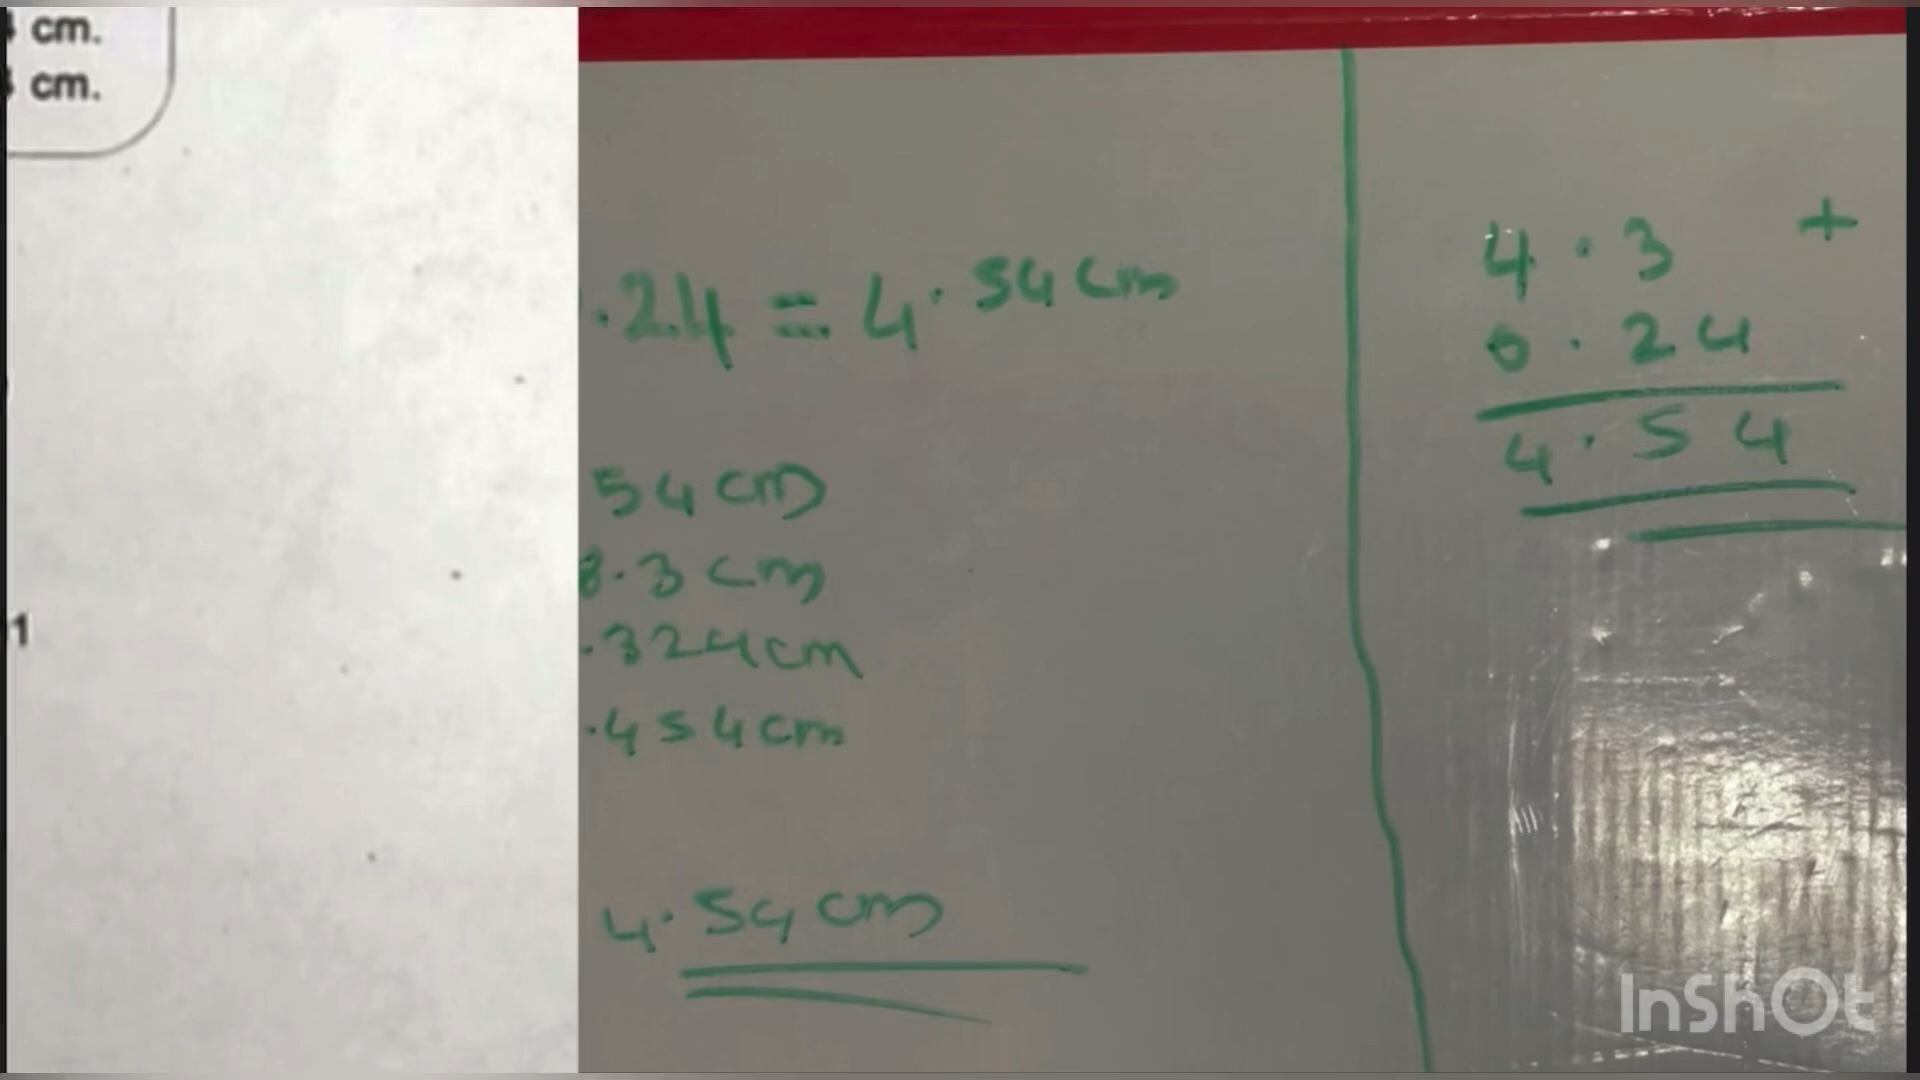 cm.
cm.
1
.24 = 4.54 cm
54 cm
8.3 cm
.324 cm
.454 cm
4.54 cm
4.3 +
0.24
4.54
InShOt